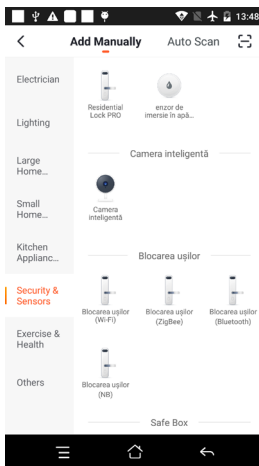 13:48
Add Manually Auto Scan
Electrician
Lighting
Large
Home...
Small
Home...
Kitchen
Applianc...
Security &
Sensors
Exercise &
Health
Others
Residential
Lock PRO
enzor de
imersie în apă...
Camera inteligentă
Camera
inteligentă
Blocarea ușilor
Blocarea ușilor
(Wi-Fi)
Blocarea ușilor
(ZigBee)
Blocarea ușilor
(Bluetooth)
Blocarea ușilor
(NB)
Safe Box